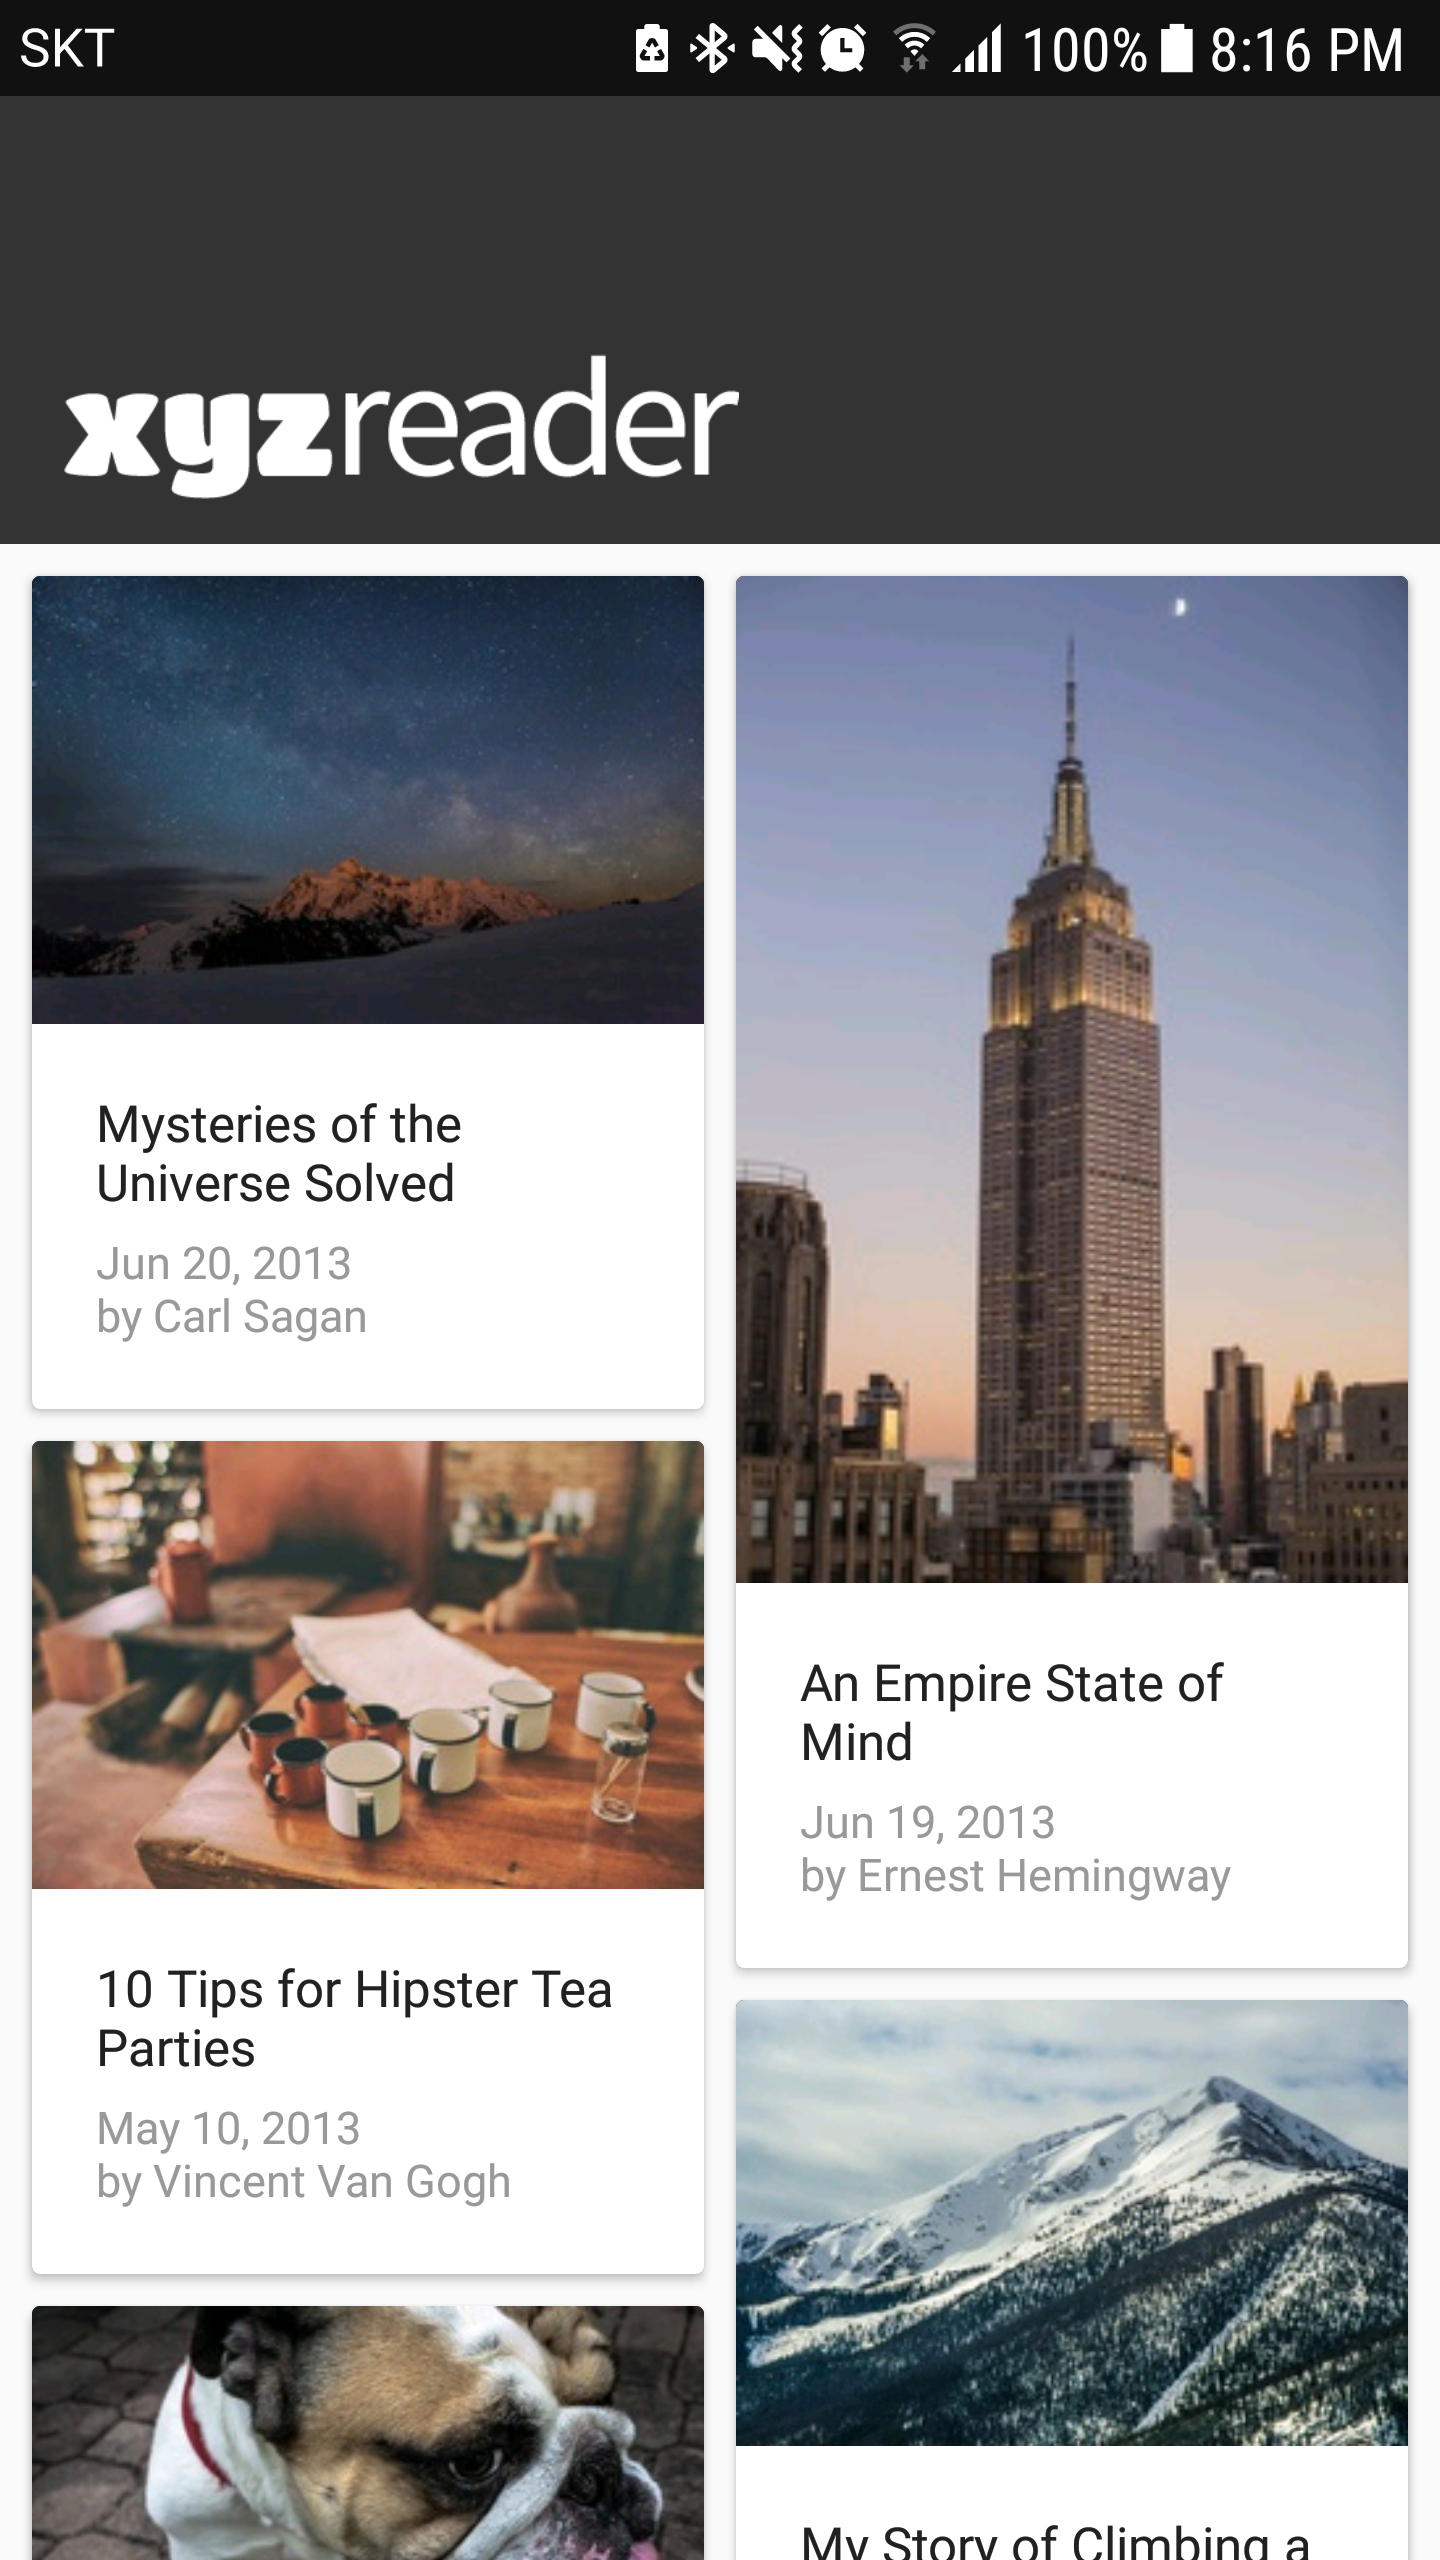 SKT 100% 8:16 PM
xyzreader
Mysteries of the
Universe Solved
Jun 20, 2013
by Carl Sagan
An Empire State of
Mind
Jun 19, 2013
by Ernest Hemingway
10 Tips for Hipster Tea
Parties
May 10, 2013
by Vincent Van Gogh
My Story of Climbing a